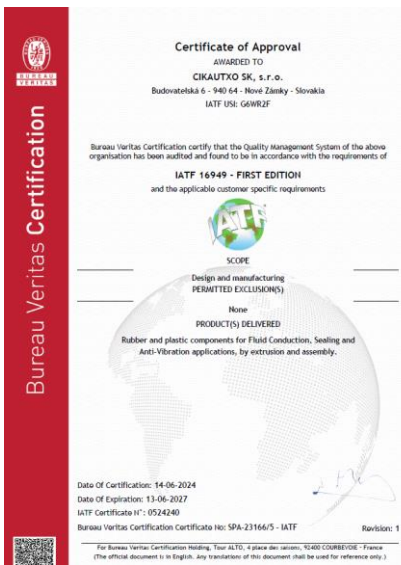 Certificate of Approval
AWARDED TO
CIKAUTXO SK, s.r.o.
Budovatelská 6 - 940 64 - Nové Zámky - Slovakia
IATF USI: G6WR2F
Bureau Veritas Certification certify that the Quality Management System of the above
organisation has been audited and found to be in accordance with the requirements of
IATF 16949 - FIRST EDITION
and the applicable customer specific requirements
IATF
SCOPE
Design and manufacturing
PERMITTED EXCLUSION(S)
None
PRODUCT(S) DELIVERED
Rubber and plastic components for Fluid Conduction, Sealing and
Anti-Vibration applications, by extrusion and assembly.
Date Of Certification: 14-06-2024
Date Of Expiration: 13-06-2027
IATF Certificate N°: 0524240
Bureau Veritas Certification Certificate No: SPA-23166/5 - IATF
Revision: 1
For Bureau Veritas Certification Holding, Tour ALTO, 4 place des saisons, 92400 COURBEVOIE - France
(The official document is in English. Any translations of this document shall be used for reference only.)
BUREAU
VERITAS
Bureau Veritas Certification